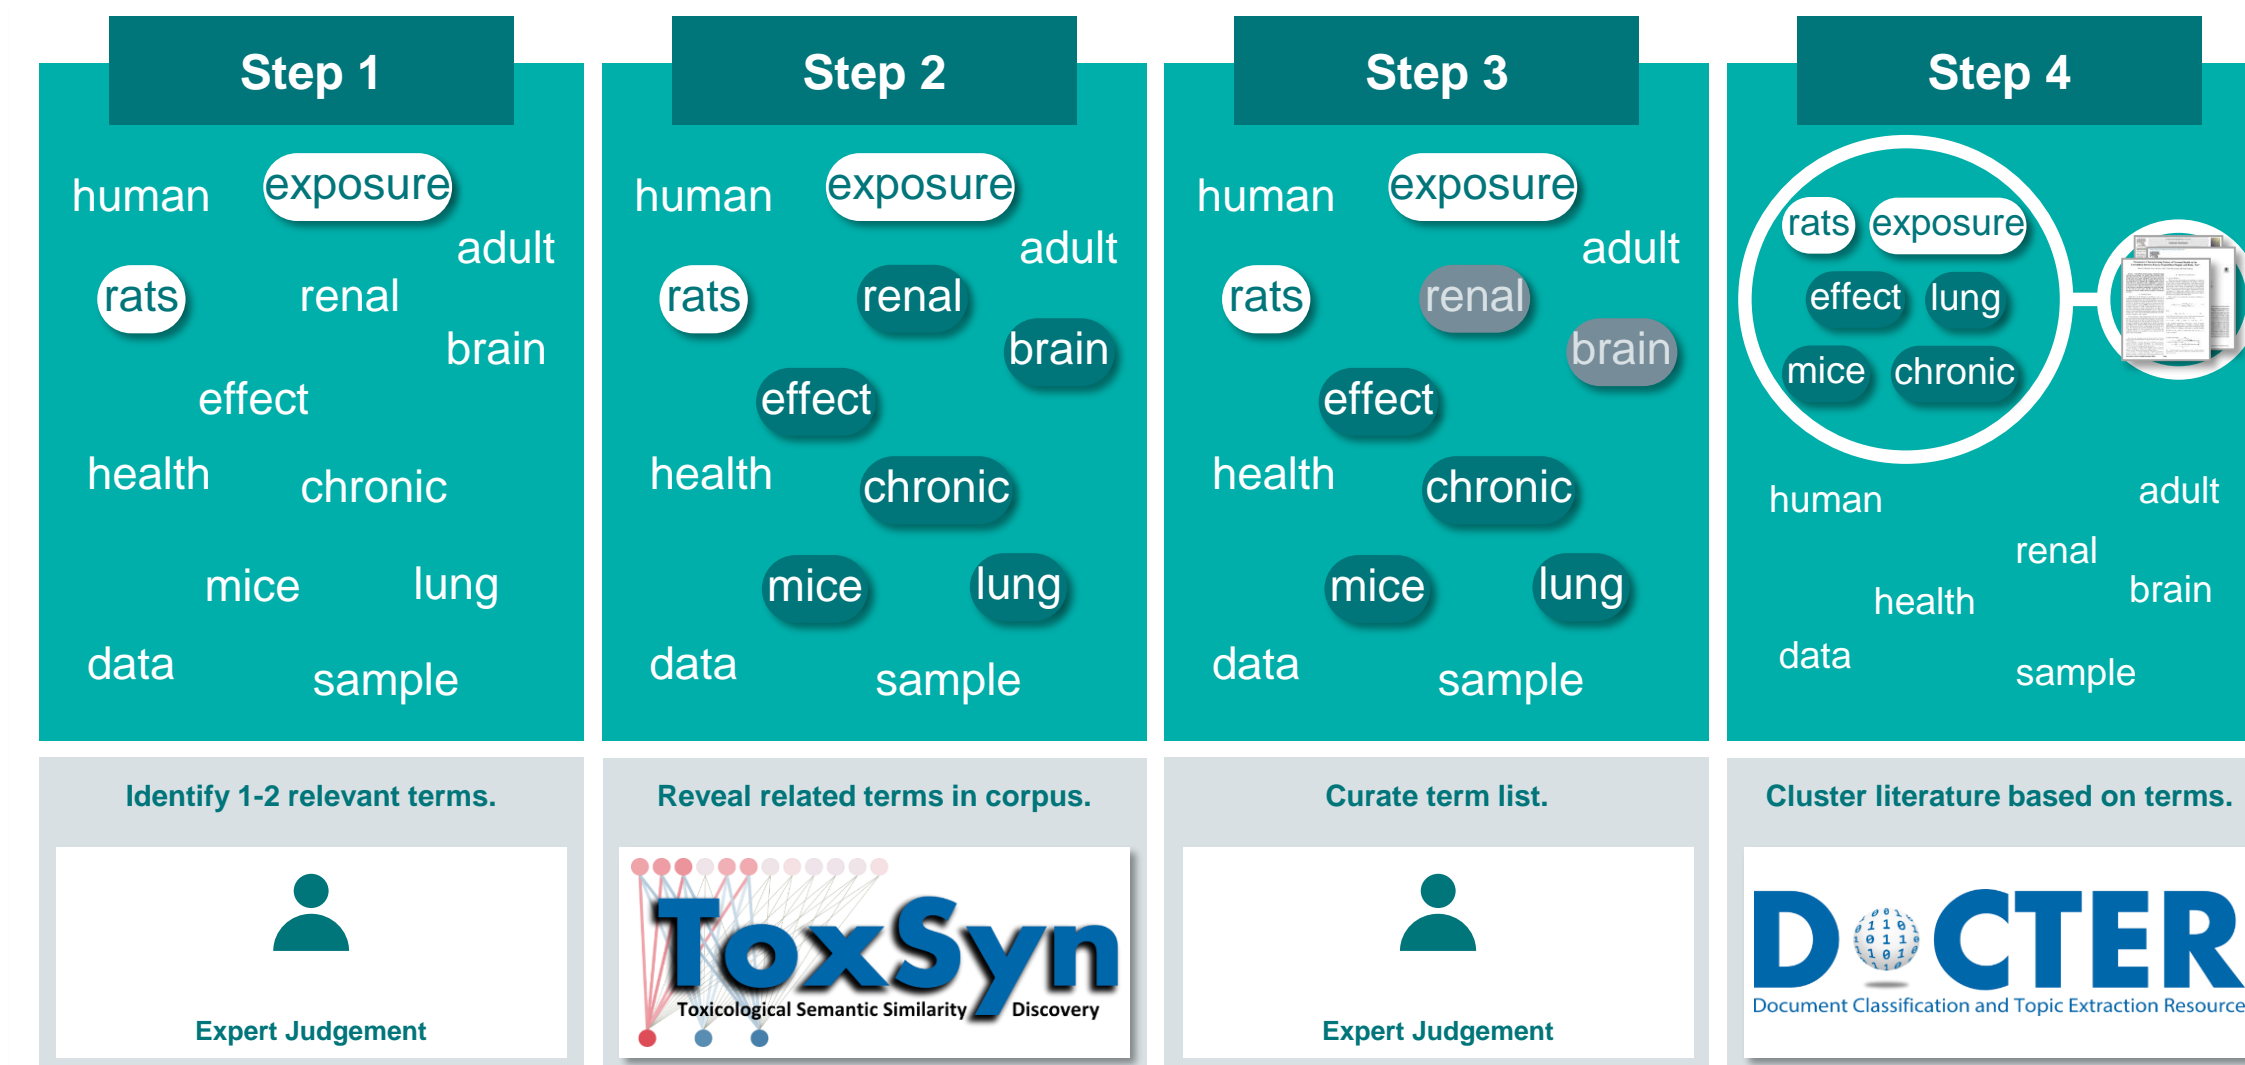 Step 1
human
exposure
adult
rats
renal
brain
effect
health
chronic
mice
lung
data
sample
Identify 1-2 relevant terms.
Expert Judgement
Step 2
human
exposure
adult
rats
renal
brain
effect
health
chronic
mice
lung
data
sample
Reveal related terms in corpus.
ToxSyn
Toxicological Semantic Similarity Discovery
Step 3
human
exposure
adult
rats
renal
brain
effect
health
chronic
mice
lung
data
sample
Curate term list.
Expert Judgement
Step 4
rats exposure
effect lung
mice chronic
human
adult
renal
brain
health
data
sample
Cluster literature based on terms.
DOCTER
Document Classification and Topic Extraction Resource